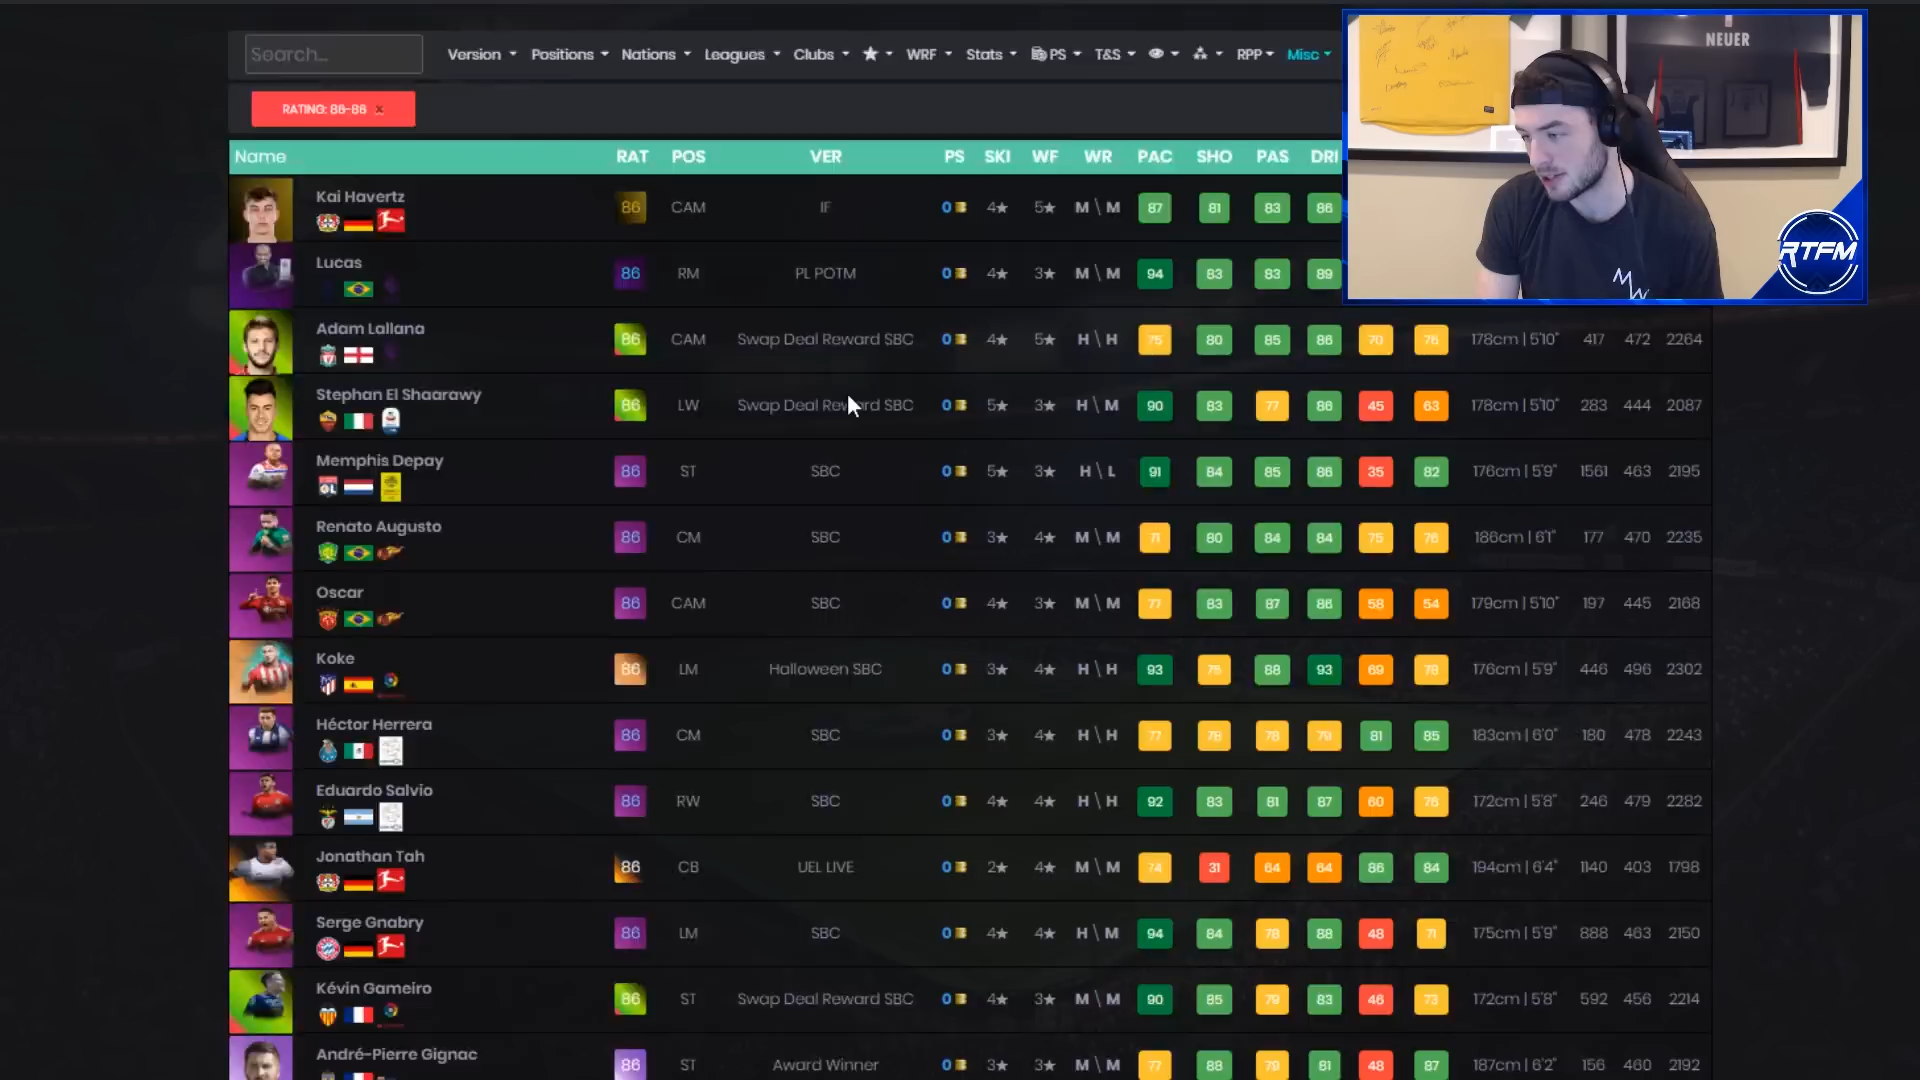 Search... Version Positions Nations Leagues Clubs ★ WRF Stats PS T&S RPP Misc
NEUER
RATING: 86-86 x
RTFM
Name RAT POS VER PS SKI WF WR PAC SHO PAS DRI
Kai Havertz 86 CAM IF 0 4★ 5★ M \ M 87 81 83 86
Lucas 86 RM PL POTM 0 4★ 3★ M \ M 94 83 83 89
Adam Lallana 86 CAM Swap Deal Reward SBC 0 4★ 5★ H \ H 75 80 85 86 70 76 178cm | 5'10" 417 472 2264
Stephan El Shaarawy 86 LW Swap Deal Reward SBC 0 5★ 3★ H \ M 90 83 77 86 45 63 178cm | 5'10" 283 444 2087
Memphis Depay 86 ST SBC 0 5★ 3★ H \ L 91 84 85 86 35 82 176cm | 5'9" 1561 463 2195
Renato Augusto 86 CM SBC 0 3★ 4★ M \ M 71 80 84 84 75 76 186cm | 6'1" 177 470 2235
Oscar 86 CAM SBC 0 4★ 3★ M \ M 77 83 87 86 58 54 179cm | 5'10" 197 445 2168
Koke 86 LM Halloween SBC 0 3★ 4★ H \ H 93 75 88 93 69 78 176cm | 5'9" 446 496 2302
Héctor Herrera 86 CM SBC 0 3★ 4★ H \ H 77 78 78 79 81 85 183cm | 6'0" 180 478 2243
Eduardo Salvio 86 RW SBC 0 4★ 4★ H \ H 92 83 81 87 60 76 172cm | 5'8" 246 479 2282
Jonathan Tah 86 CB UEL LIVE 0 2★ 4★ M \ M 74 31 64 64 86 84 194cm | 6'4" 1140 403 1798
Serge Gnabry 86 LM SBC 0 4★ 4★ H \ M 94 84 78 88 48 71 175cm | 5'9" 888 463 2150
Kévin Gameiro 86 ST Swap Deal Reward SBC 0 4★ 3★ M \ M 90 85 79 83 46 73 172cm | 5'8" 592 456 2214
André-Pierre Gignac 86 ST Award Winner 0 3★ 3★ M \ M 77 88 79 81 48 87 187cm | 6'2" 156 460 2192